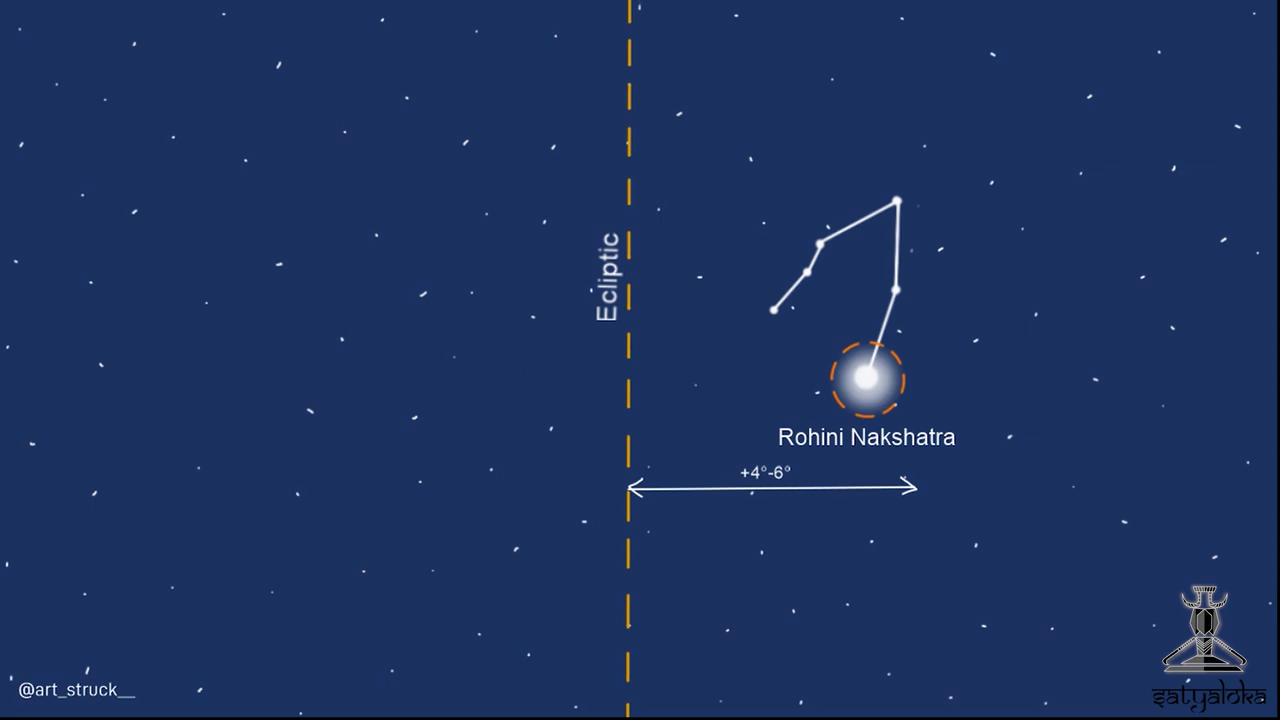 Ecliptic
Rohini Nakshatra
+4°-6°
@art_struck__
satyaloka